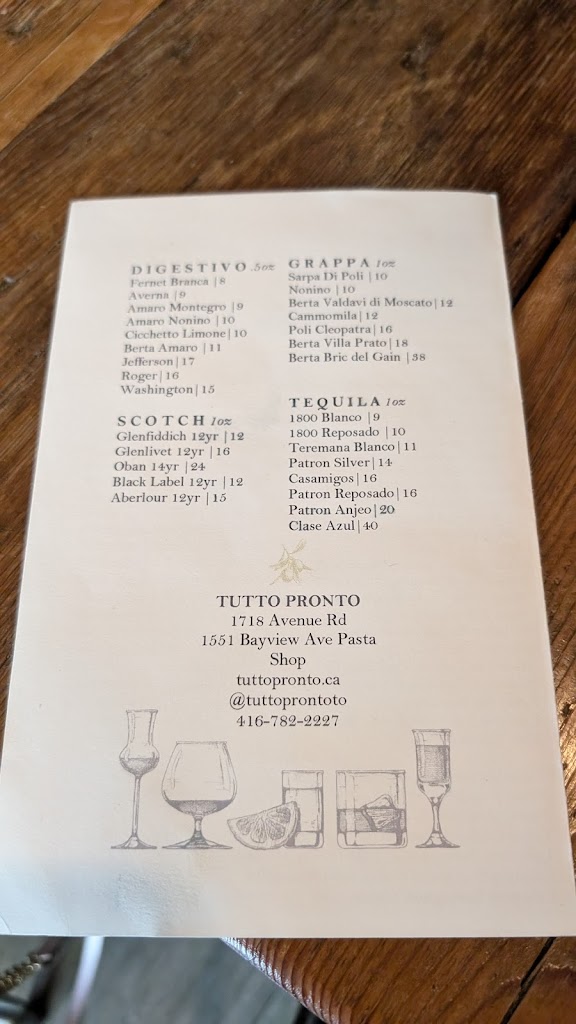 DIGESTIVO .5oz
Fernet Branca |8
Averna |9
Amaro Montegro |9
Amaro Nonino |10
Cicchetto Limone|10
Berta Amaro |11
Jefferson|17
Roger|16
Washington|15
SCOTCH 1oz
Glenfiddich 12yr |12
Glenlivet 12yr |16
Oban 14yr |24
Black Label 12yr |12
Aberlour 12yr |15
GRAPPA 1oz
Sarpa Di Poli |10
Nonino |10
Berta Valdavi di Moscato|12
Cammomila|12
Poli Cleopatra|16
Berta Villa Prato|18
Berta Bric del Gain |38
TEQUILA 1oz
1800 Blanco |9
1800 Reposado |10
Teremana Blanco|11
Patron Silver|14
Casamigos|16
Patron Reposado|16
Patron Anjeo|20
Clase Azul|40
TUTTO PRONTO
1718 Avenue Rd
1551 Bayview Ave Pasta
Shop
tuttopronto.ca
@tuttoprontoto
416-782-2227